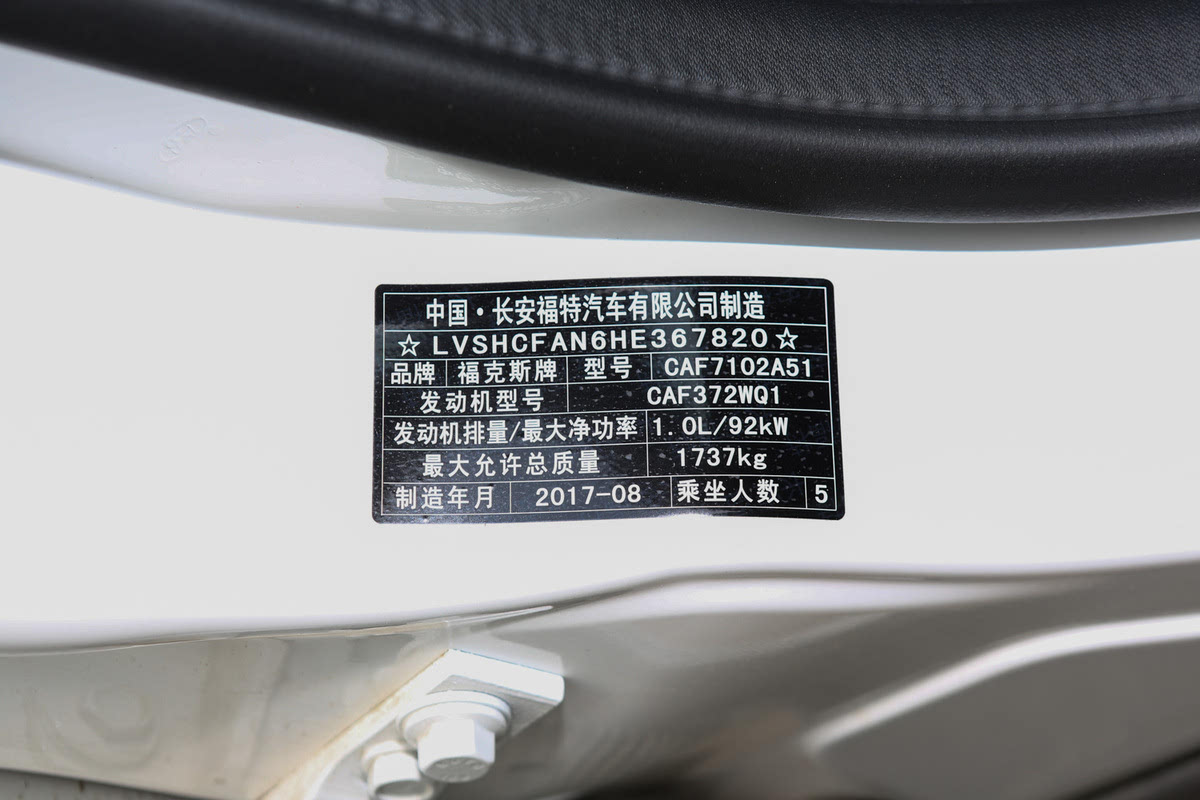 中国·长安福特汽车有限公司制造
☆LVSHCFAN6HE367820☆
品牌 福克斯牌 型号 CAF7102A51
发动机型号 CAF372WQ1
发动机排量/最大净功率 1.0L/92kW
最大允许总质量 1737kg
制造年月 2017-08 乘坐人数 5